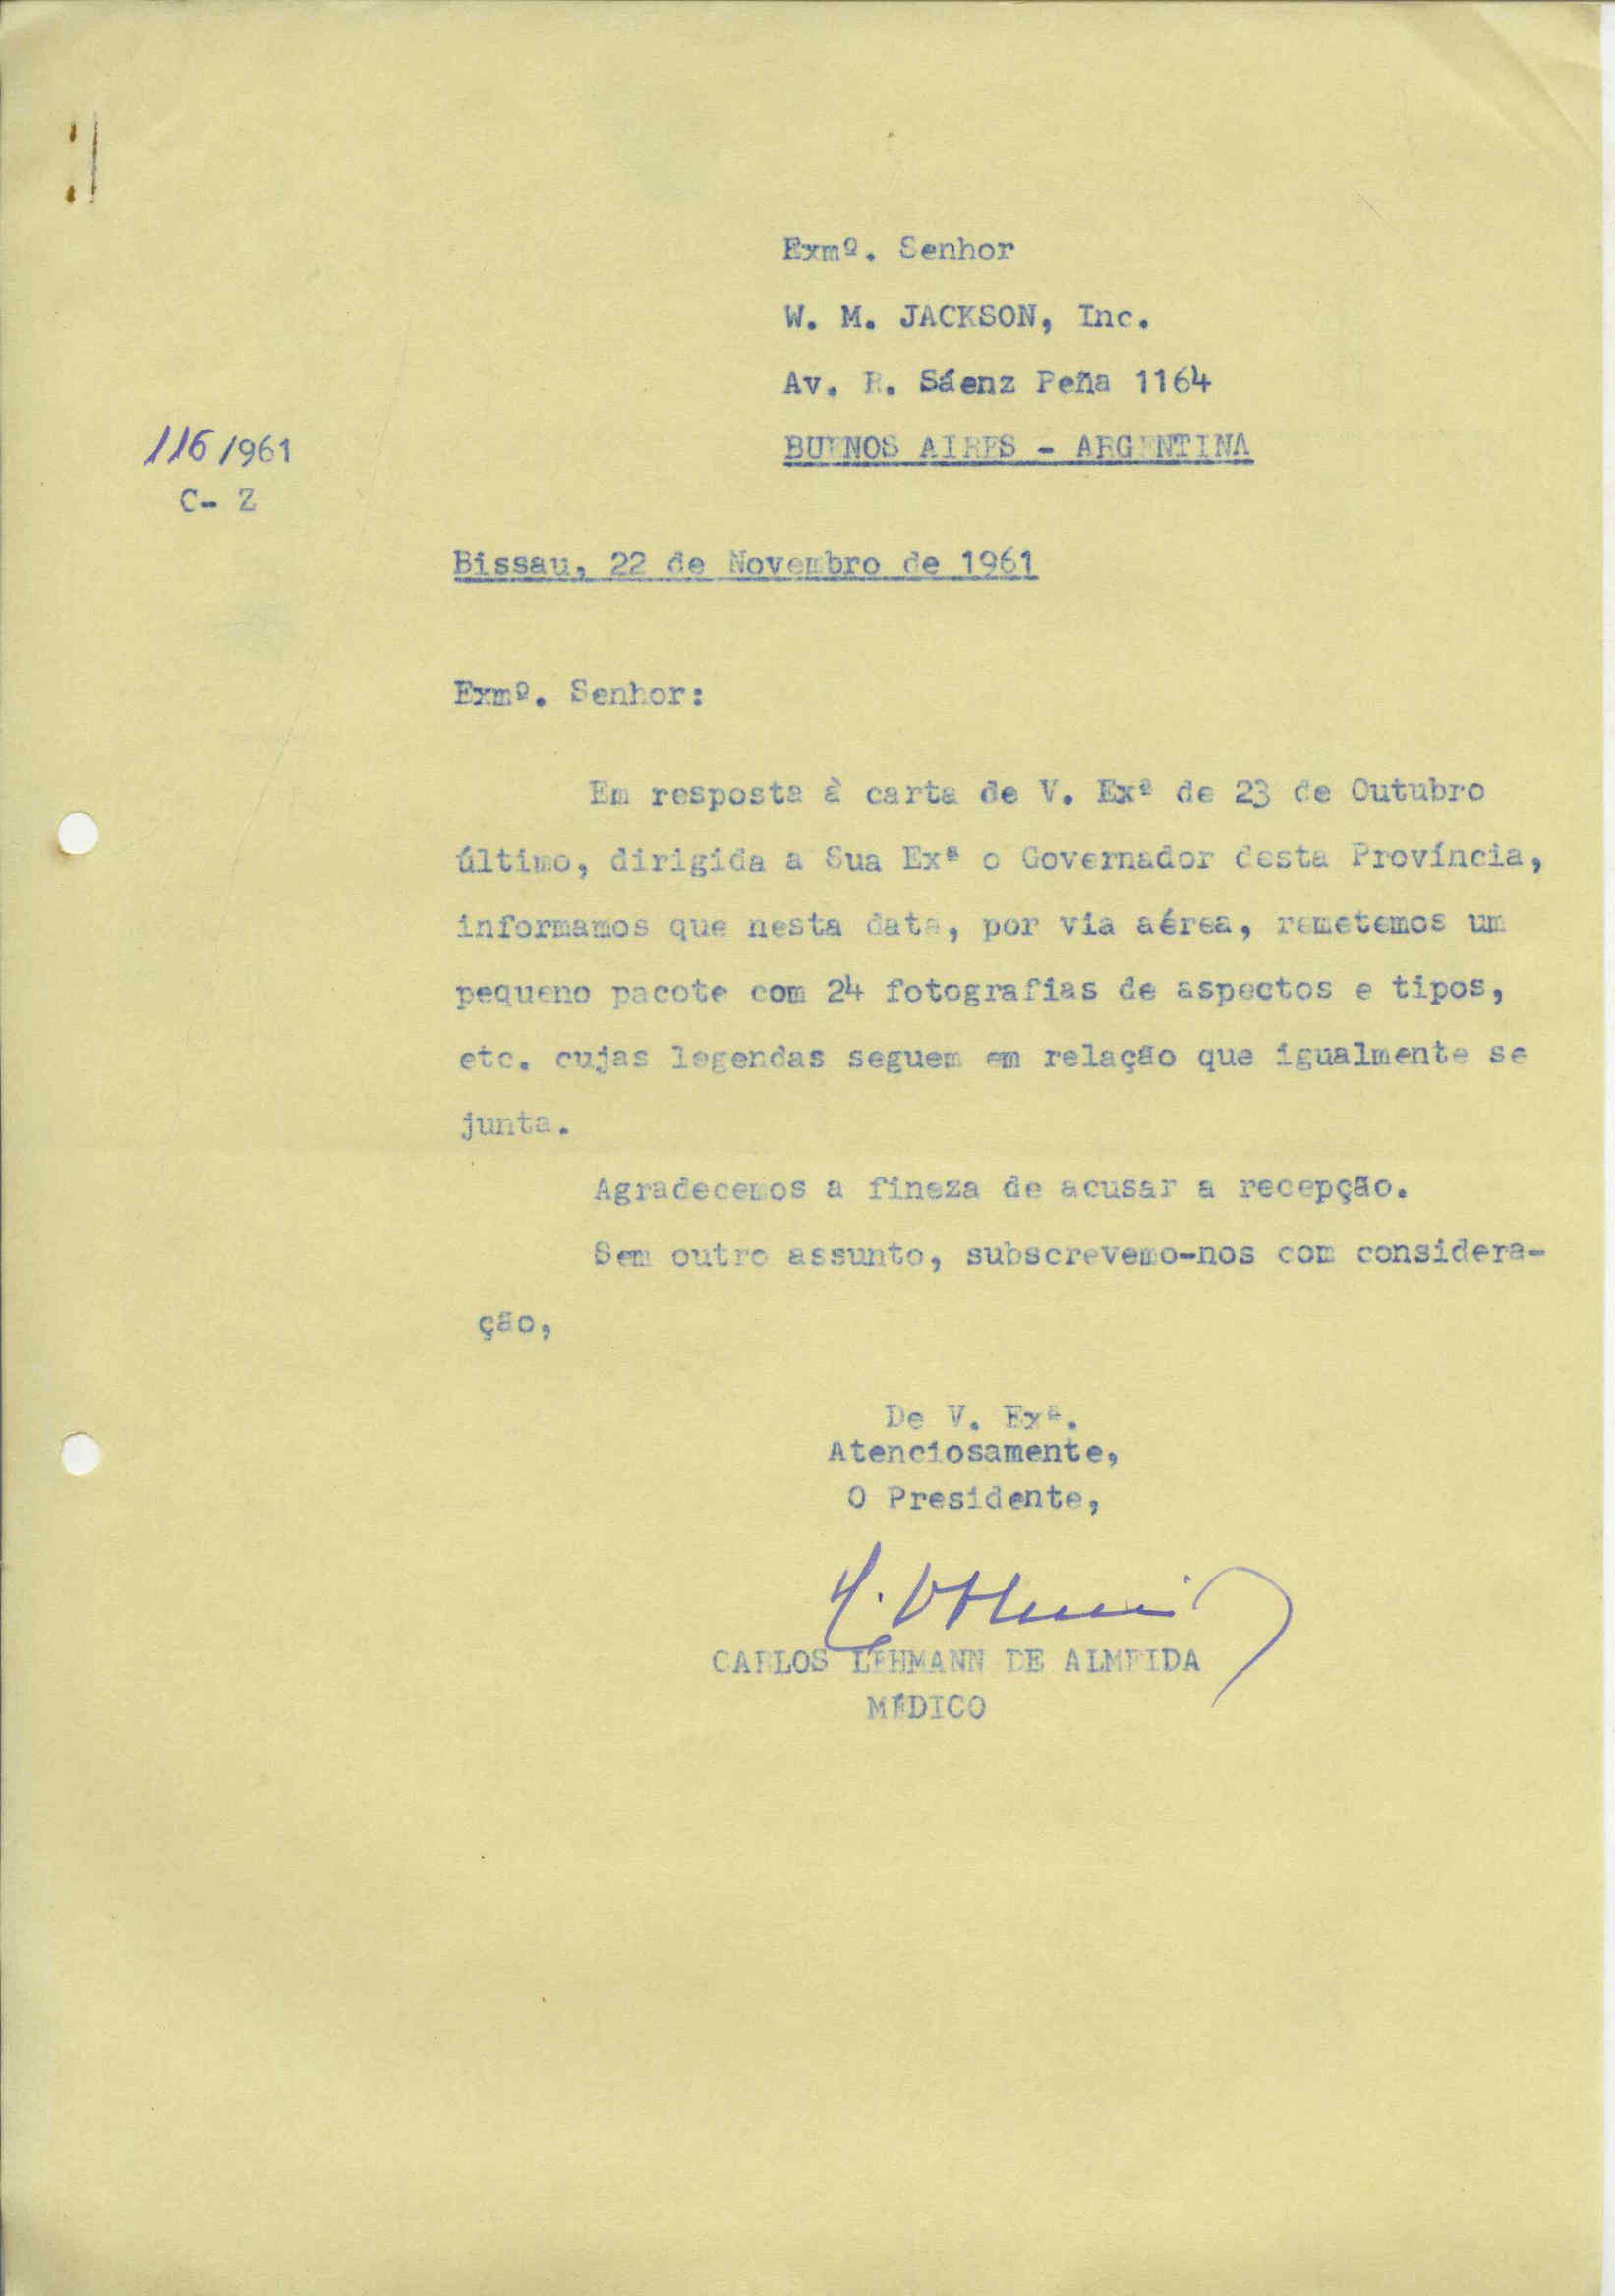 Exmº. Senhor
W. M. JACKSON, Inc.
Av. R. Sáenz Peña 1164
BUENOS AIRES - ARGENTINA
116/961
C- Z
Bissau, 22 de Novembro de 1961
Exmº. Senhor:
Em resposta à carta de V. Exª de 23 de Outubro
último, dirigida a Sua Exª o Governador desta Província,
informamos que nesta data, por via aérea, remetemos um
pequeno pacote com 24 fotografias de aspectos e tipos,
etc. cujas legendas seguem em relação que igualmente se
junta.
Agradecemos a fineza de acusar a recepção.
Sem outro assunto, subscrevemo-nos com considera-
ção,
De V. Exª.
Atenciosamente,
O Presidente,
CARLOS LEHMANN DE ALMEIDA
MÉDICO